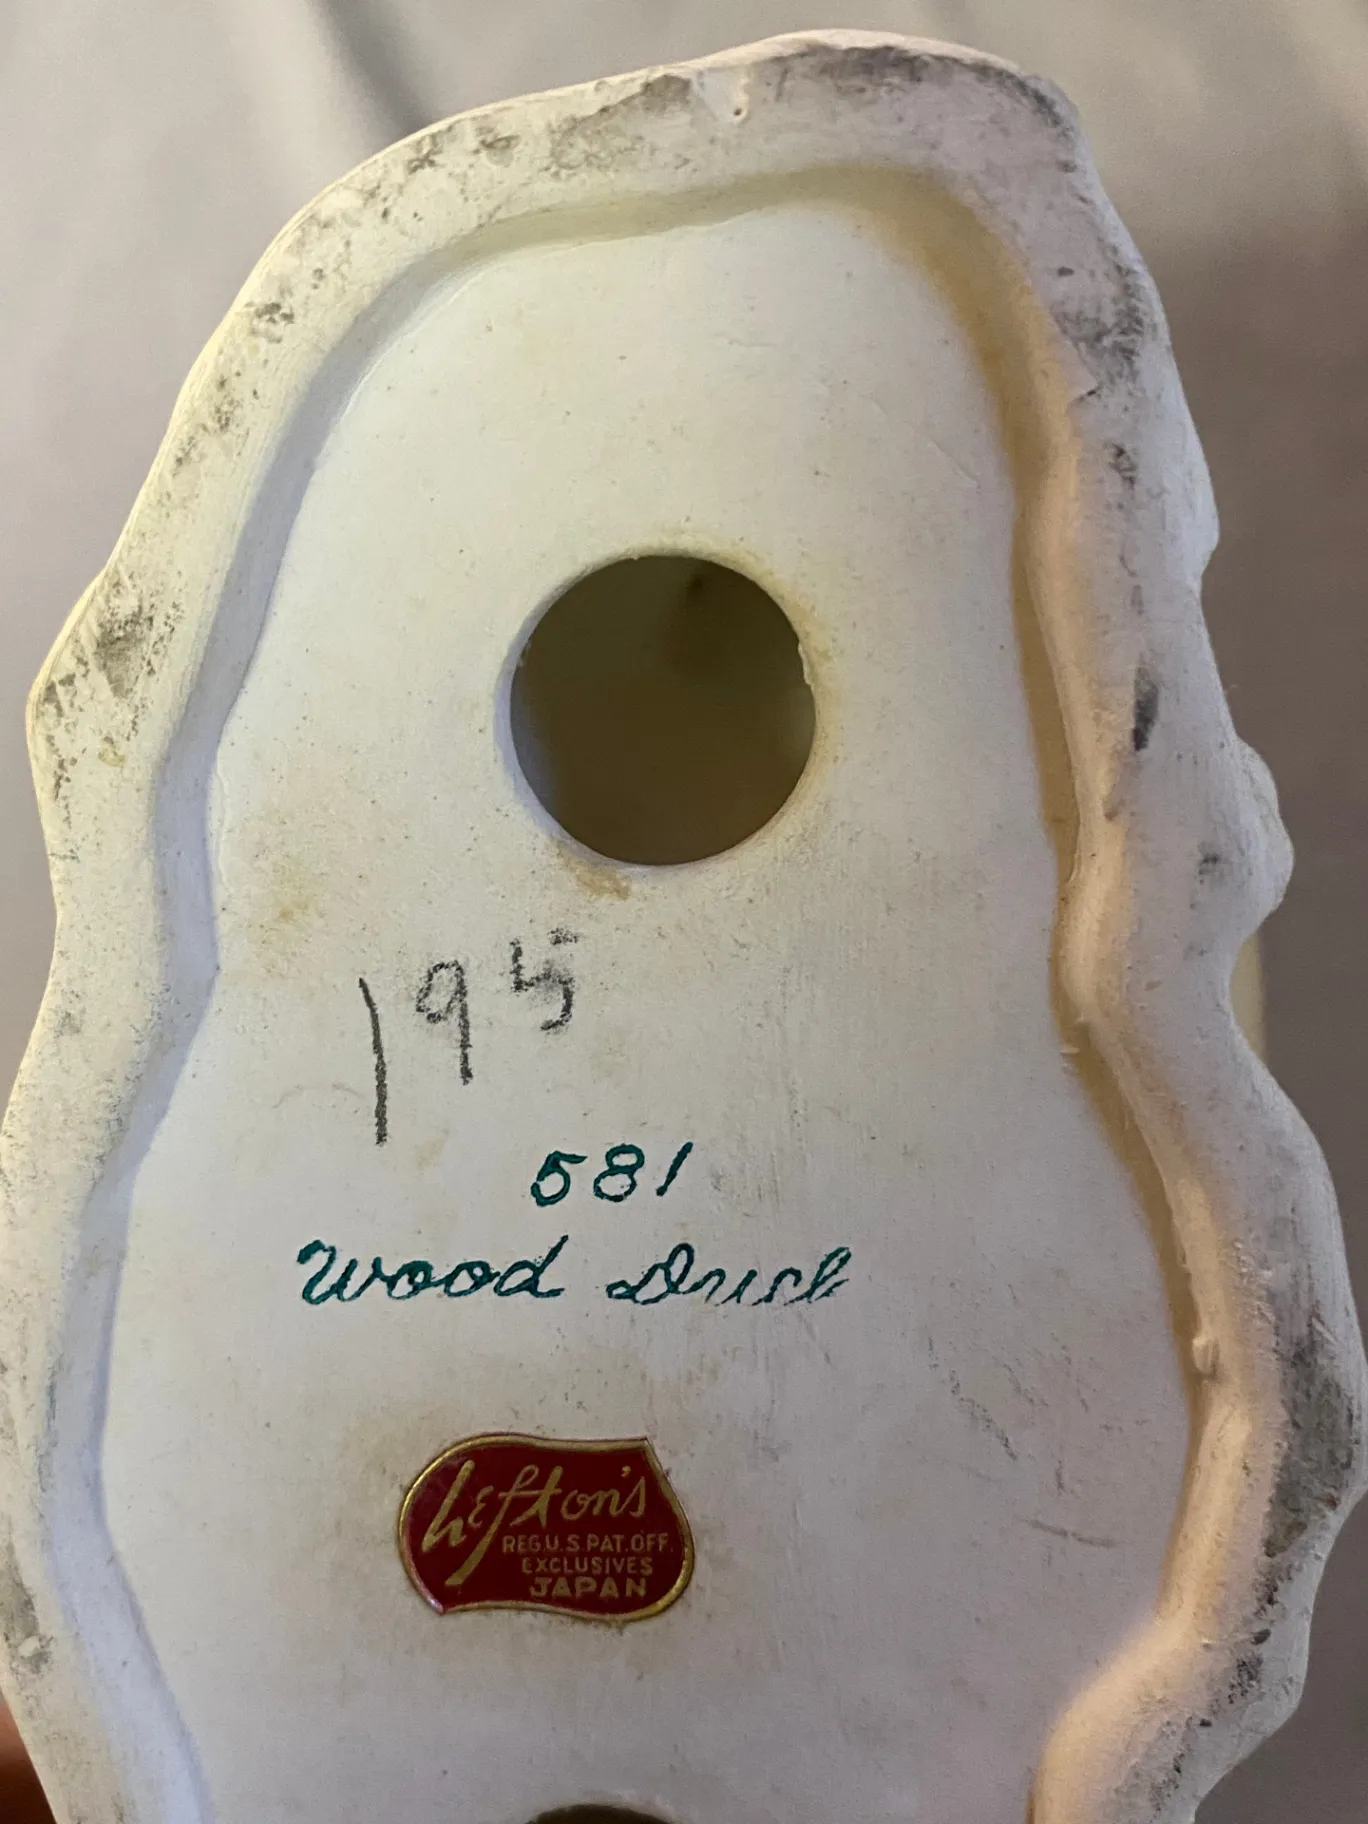 195
581
Wood Duck
Lefton's
REG.U.S.PAT.OFF.
EXCLUSIVES
JAPAN